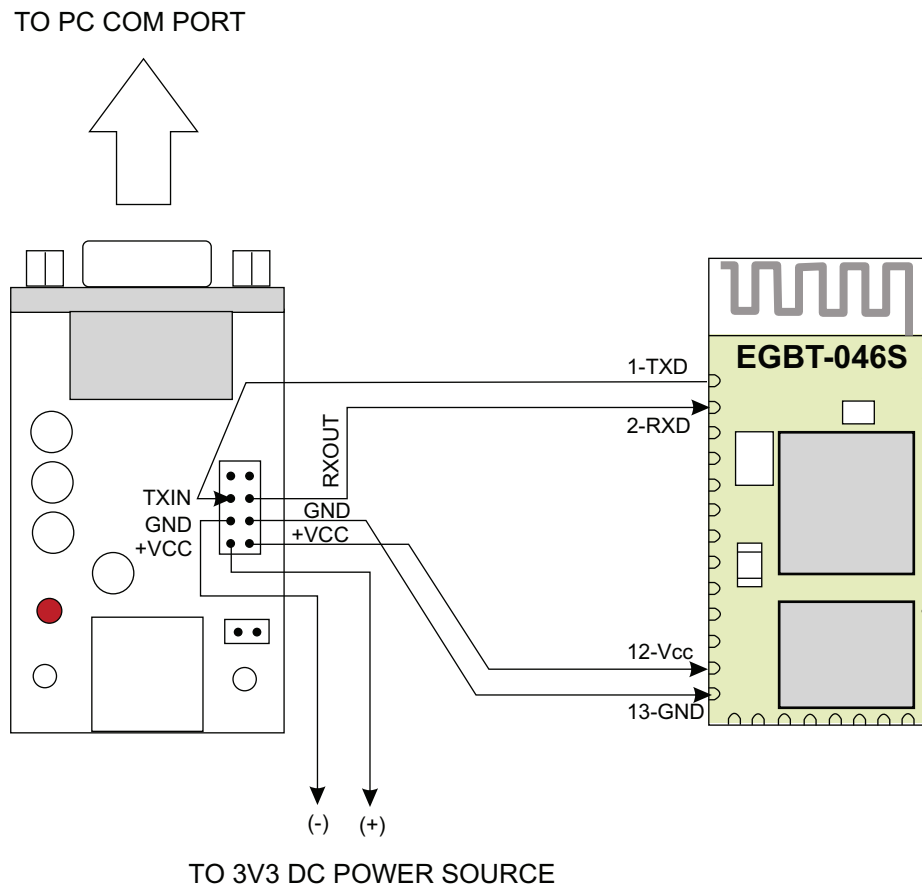 TO PC COM PORT
EGBT-046S
1-TXD
2-RXD
RXOUT
TXIN
GND
GND
+VCC
+VCC
12-Vcc
13-GND
(-)
(+)
TO 3V3 DC POWER SOURCE